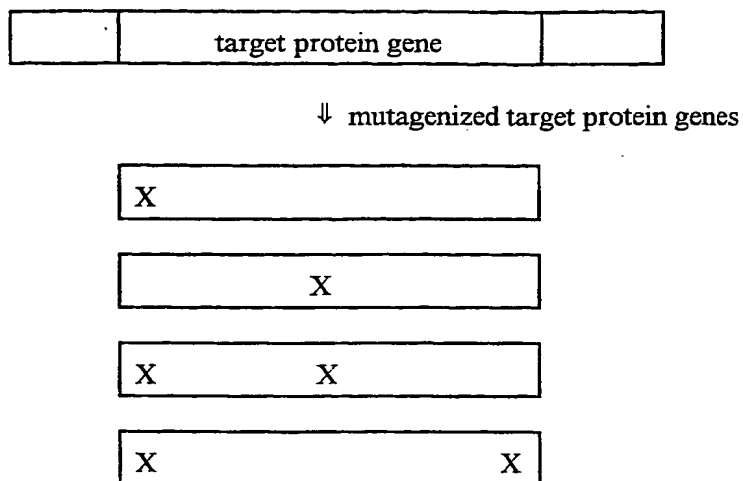 target protein gene
⇓ mutagenized target protein genes
X
X
X X
X X